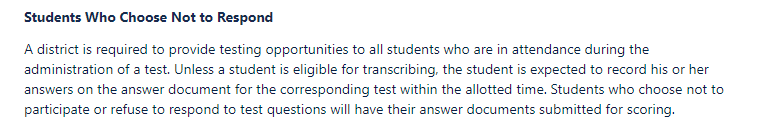 Students Who Choose Not to Respond
A district is required to provide testing opportunities to all students who are in attendance during the
administration of a test. Unless a student is eligible for transcribing, the student is expected to record his or her
answers on the answer document for the corresponding test within the allotted time. Students who choose not to
participate or refuse to respond to test questions will have their answer documents submitted for scoring.